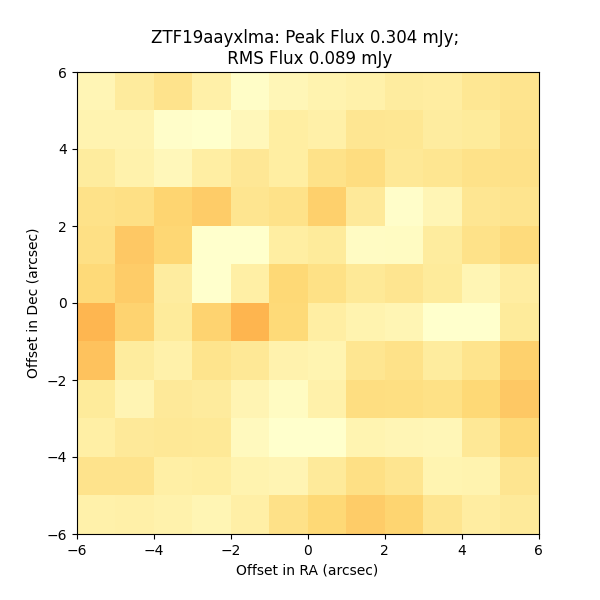 ZTF19aayxlma: Peak Flux 0.304 mJy;
RMS Flux 0.089 mJy
6
4
2
0
−2
−4
−6
Offset in Dec (arcsec)
−6 −4 −2 0 2 4 6
Offset in RA (arcsec)